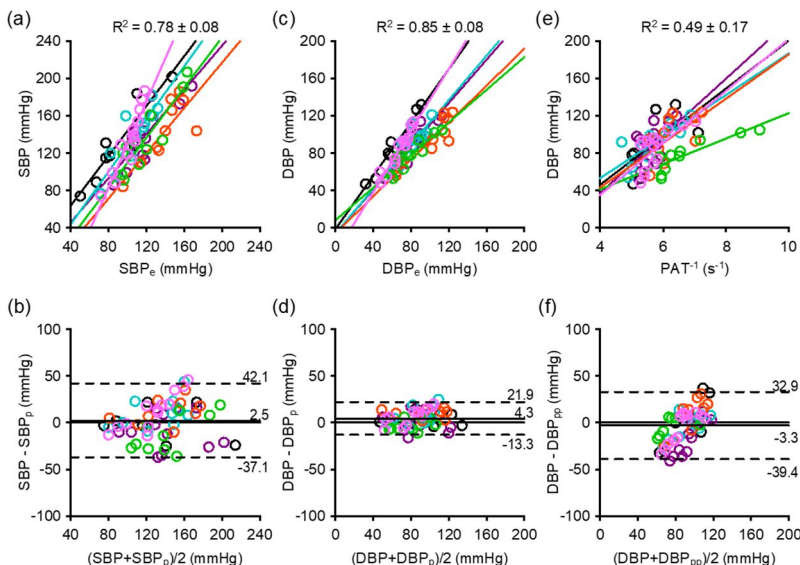 (a) (c) (e)
R² = 0.78 ± 0.08 R² = 0.85 ± 0.08 R² = 0.49 ± 0.17
240 200 200
200 160 160
160 120 120
120 80 80
80 40 40
40 0 0
SBP (mmHg) DBP (mmHg) DBP (mmHg)
40 80 120 160 200 240 0 40 80 120 160 200 4 6 8 10
SBPₑ (mmHg) DBPₑ (mmHg) PAT⁻¹ (s⁻¹)
(b) (d) (f)
100 100 100
50 50 50
0 0 0
-50 -50 -50
-100 -100 -100
SBP - SBPₚ (mmHg) DBP - DBPₚ (mmHg) DBP - DBPₚₚ (mmHg)
42.1 21.9 32.9
2.5 4.3 -3.3
-37.1 -13.3 -39.4
40 80 120 160 200 240 0 40 80 120 160 200 0 40 80 120 160 200
(SBP+SBPₚ)/2 (mmHg) (DBP+DBPₚ)/2 (mmHg) (DBP+DBPₚₚ)/2 (mmHg)